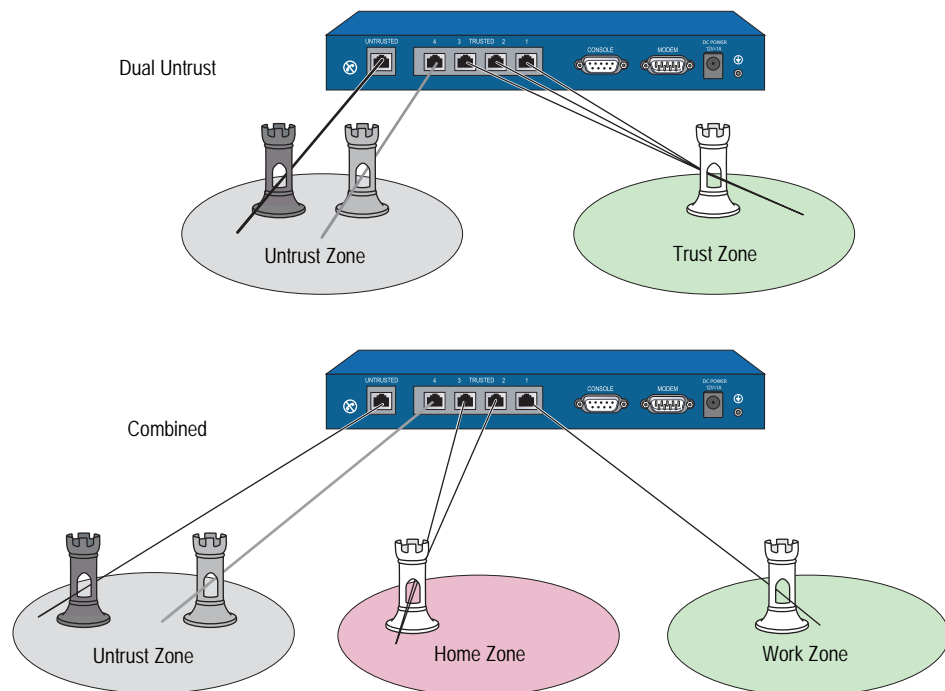 Dual Untrust
UNTRUSTED
4 3 TRUSTED 2 1
CONSOLE
MODEM
DC POWER
12V/1A
Untrust Zone
Trust Zone
Combined
UNTRUSTED
4 3 TRUSTED 2 1
CONSOLE
MODEM
DC POWER
12V/1A
Untrust Zone
Home Zone
Work Zone